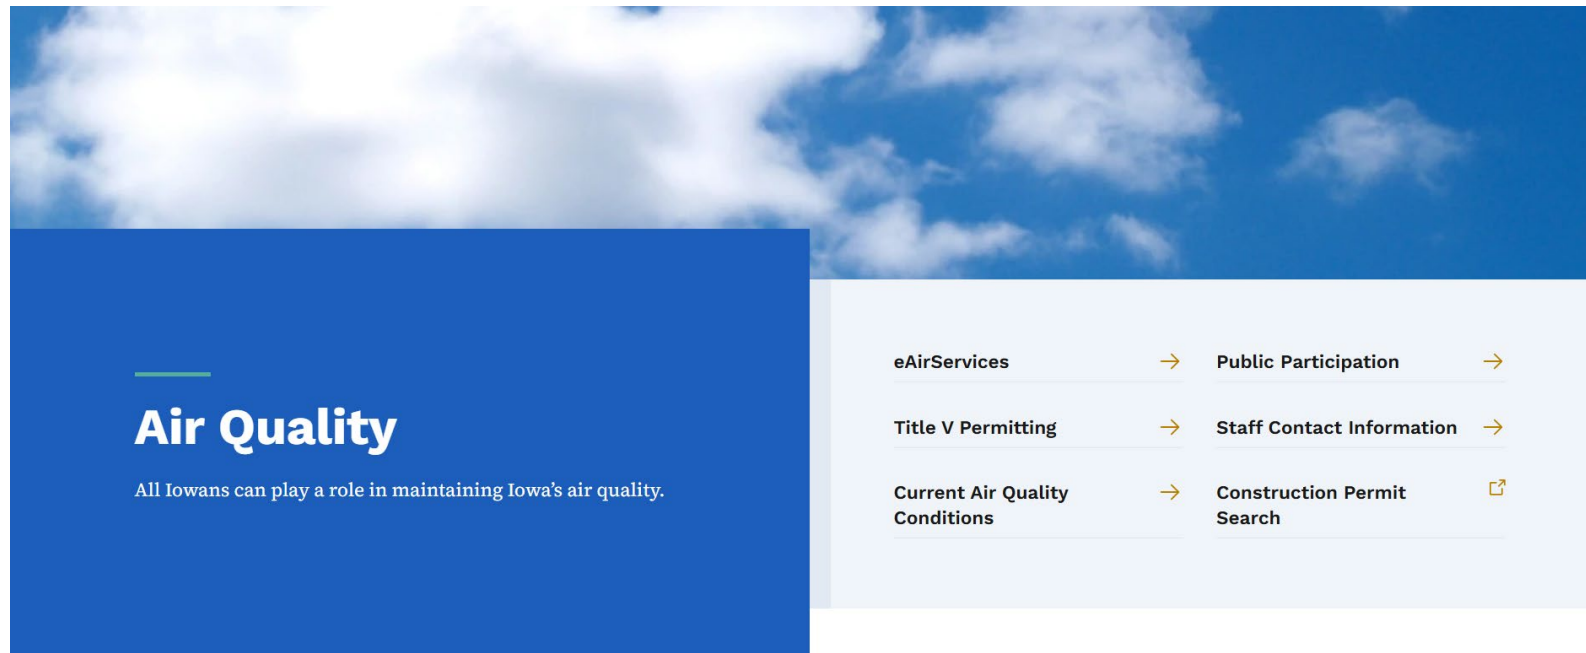 Air Quality
All Iowans can play a role in maintaining Iowa’s air quality.
eAirServices
Public Participation
Title V Permitting
Staff Contact Information
Current Air Quality
Conditions
Construction Permit
Search